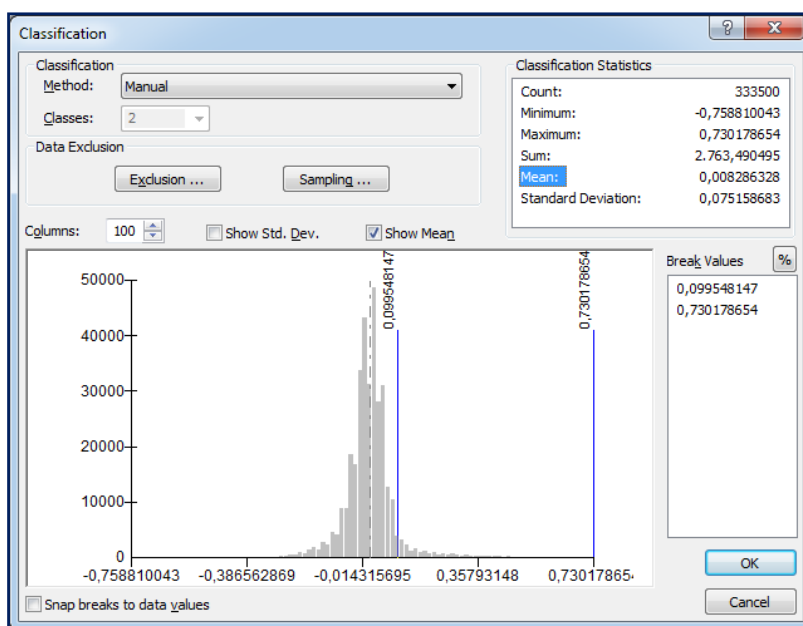 Classification
Classification
Method: Manual
Classes: 2
Data Exclusion
Exclusion ...
Sampling ...
Classification Statistics
Count: 333500
Minimum: -0,758810043
Maximum: 0,730178654
Sum: 2.763,490495
Mean: 0,008286328
Standard Deviation: 0,075158683
Columns: 100
Show Std. Dev.
Show Mean
Break Values
%
0,099548147
0,730178654
50000
40000
30000
20000
10000
0
0,099548147
0,730178654
-0,758810043 -0,386562869 -0,014315695 0,35793148 0,730178654
Snap breaks to data values
OK
Cancel